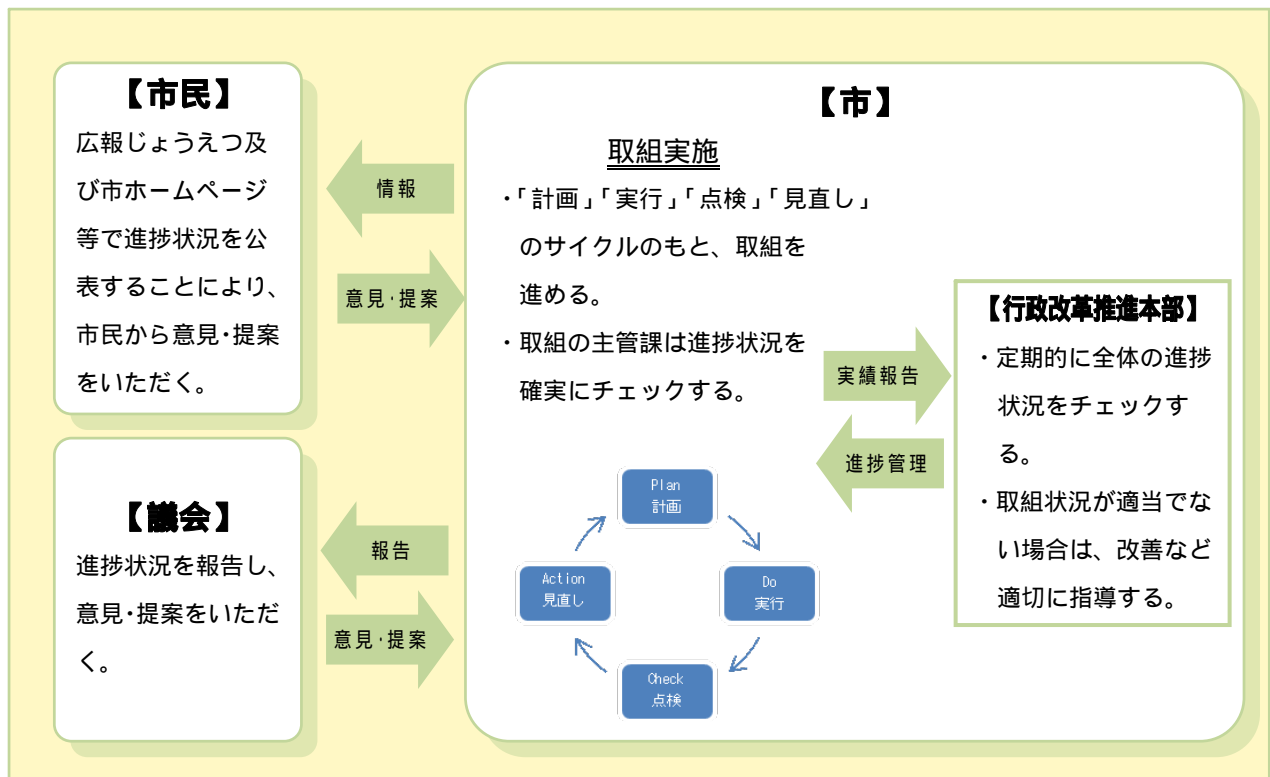 【市民】
広報じょうえつ及
び市ホームページ
等で進捗状況を公
表することにより、
市民から意見・提案
をいただく。
情報
意見・提案
【議会】
進捗状況を報告し、
意見・提案をいただ
く。
報告
意見・提案
【市】
取組実施
・「計画」「実行」「点検」「見直し」
のサイクルのもと、取組を
進める。
・取組の主管課は進捗状況を
確実にチェックする。
実績報告
進捗管理
【行政改革推進本部】
・定期的に全体の進捗
状況をチェックす
る。
・取組状況が適当でな
い場合は、改善など
適切に指導する。
Plan
計画
Do
実行
Check
点検
Action
見直し